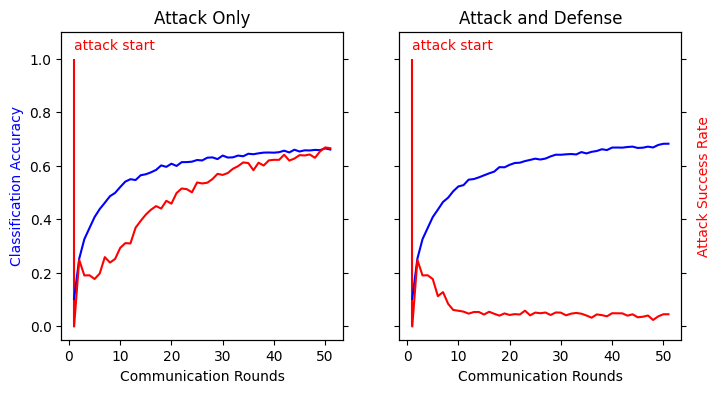 Attack Only
Attack and Defense
attack start
attack start
1.0
0.8
0.6
0.4
0.2
0.0
Classification Accuracy
Attack Success Rate
0 10 20 30 40 50
0 10 20 30 40 50
Communication Rounds
Communication Rounds